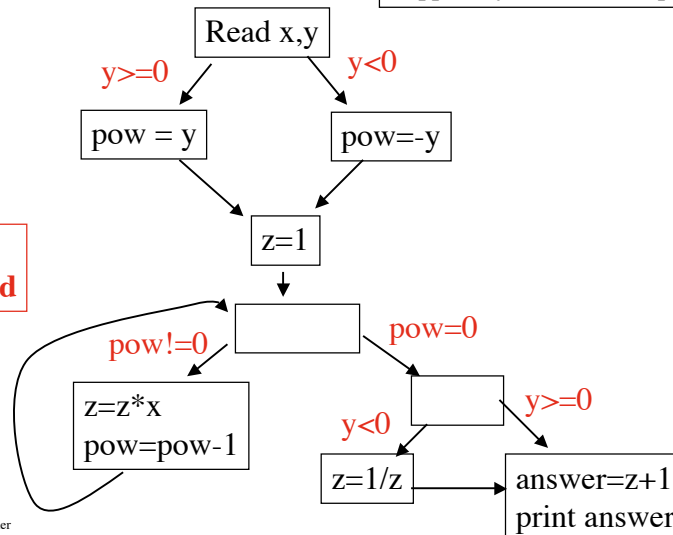 Read x,y
y>=0
y<0
pow = y
pow=-y
z=1
d
pow!=0
pow=0
z=z*x
pow=pow-1
y<0
y>=0
z=1/z
answer=z+1
print answer
er